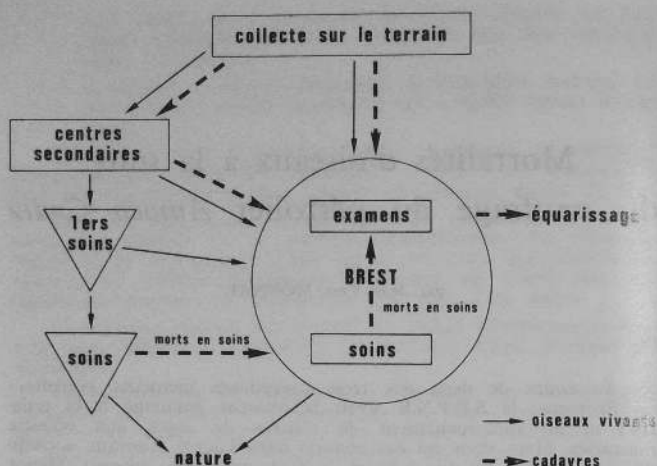 collecte sur le terrain
centres
secondaires
1ers
soins
examens
équarissage
BREST
morts en soins
morts en soins
soins
soins
oiseaux vivants
nature
cadavres